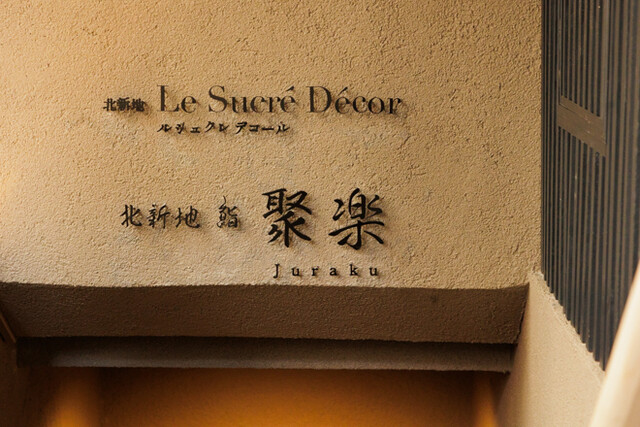 北新地 Le Sucré Décor
ルシュクレデコール
北新地 鮨 聚楽
Juraku